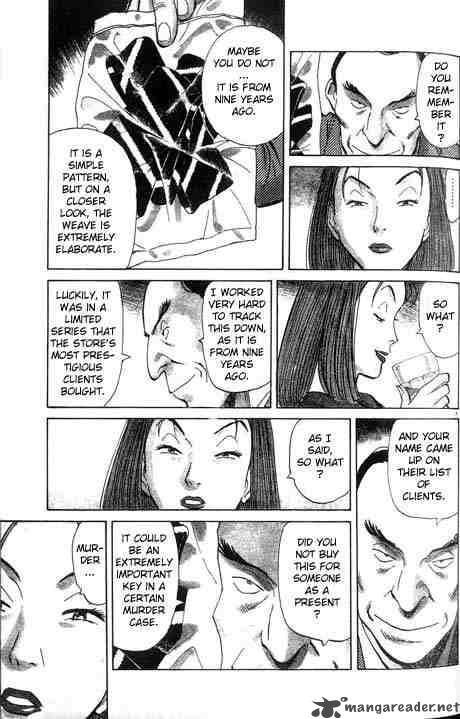 DO
YOU
REM-
MEMBER
IT ?
MAYBE
YOU DO
NOT
...
IT IS FROM
NINE YEARS
AGO.
IT IS A
SIMPLE
PATTERN,
BUT ON A
CLOSER
LOOK, THE
WEAVE IS
EXTREMELY
ELABORATE.
........
SO
WHAT ?
I WORKED
VERY HARD
TO TRACK
THIS DOWN,
AS IT IS
FROM NINE
YEARS
AGO.
LUCKILY, IT
WAS IN A
LIMITED
SERIES THAT
THE STORE'S
MOST PRES-
TIGIOUS
CLIENTS
BOUGHT.
AND YOUR
NAME CAME
UP ON
THEIR LIST
OF
CLIENTS.
AS I
SAID,
SO WHAT
?
DID YOU
NOT BUY
THIS FOR
SOMEONE
AS A
PRESENT
?
IT COULD
BE AN
EXTREMELY
IMPORTANT
KEY IN A
CERTAIN
MURDER
CASE.
MUR-
DER
...
mangareader.net